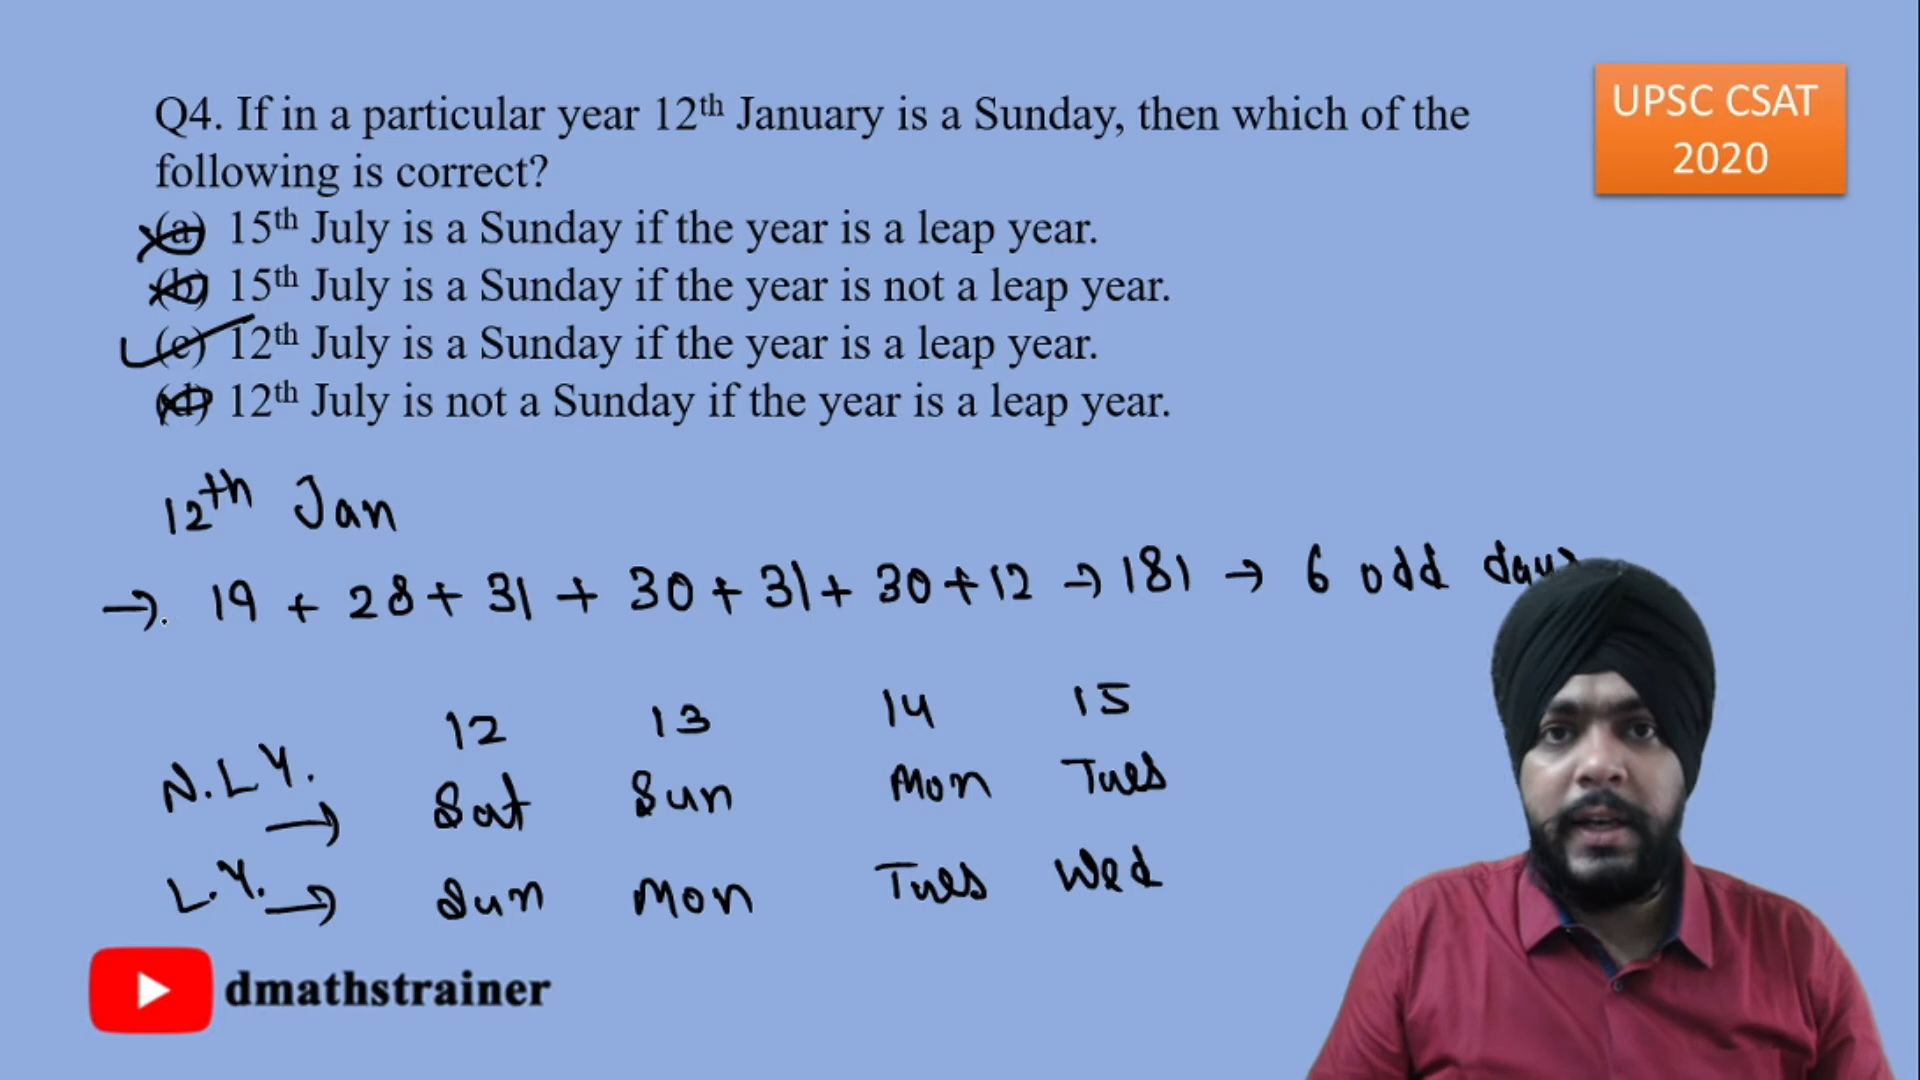 Q4. If in a particular year 12th January is a Sunday, then which of the
following is correct?
(a) 15th July is a Sunday if the year is a leap year.
(b) 15th July is a Sunday if the year is not a leap year.
(c) 12th July is a Sunday if the year is a leap year.
(d) 12th July is not a Sunday if the year is a leap year.
UPSC CSAT
2020
12th Jan
→ 19 + 28 + 31 + 30 + 31 + 30 + 12 → 181 → 6 odd days
12 13 14 15
N.L.Y. → Sat Sun Mon Tues
L.Y. → Sun Mon Tues Wed
dmathstrainer